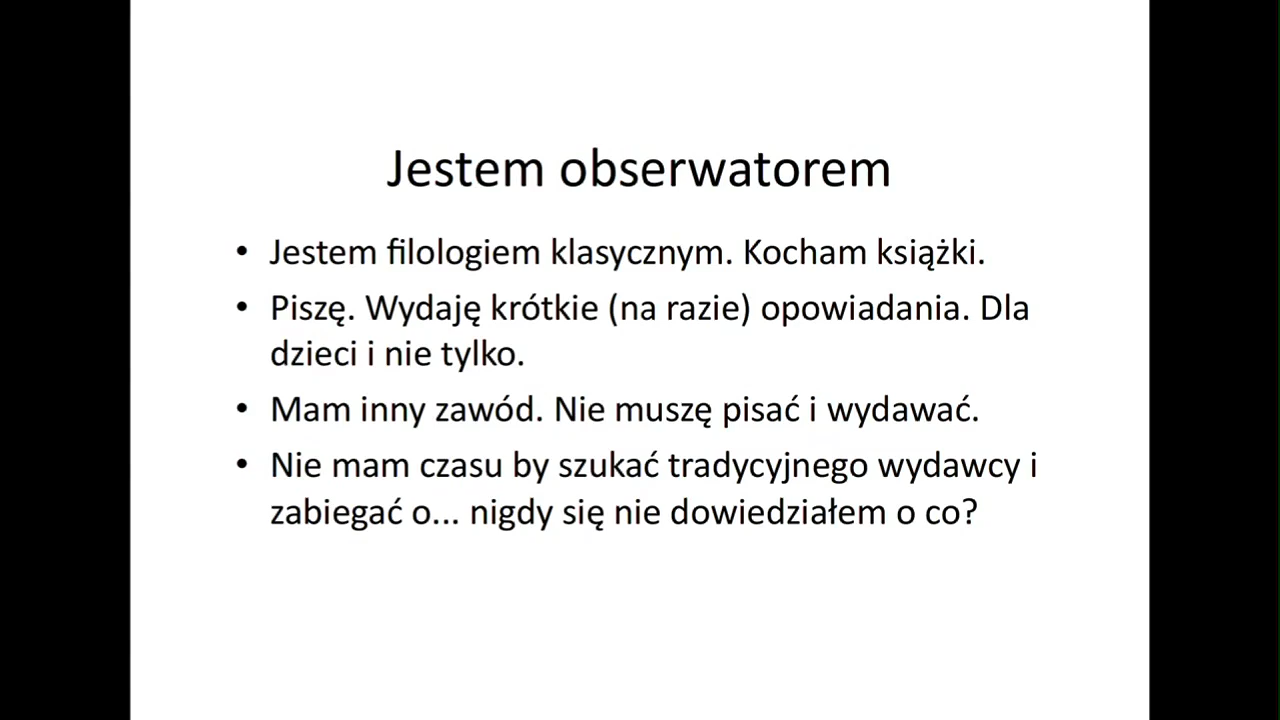 Jestem obserwatorem
• Jestem filologiem klasycznym. Kocham książki.
• Piszę. Wydaję krótkie (na razie) opowiadania. Dla
dzieci i nie tylko.
• Mam inny zawód. Nie muszę pisać i wydawać.
• Nie mam czasu by szukać tradycyjnego wydawcy i
zabiegać o... nigdy się nie dowiedziałem o co?